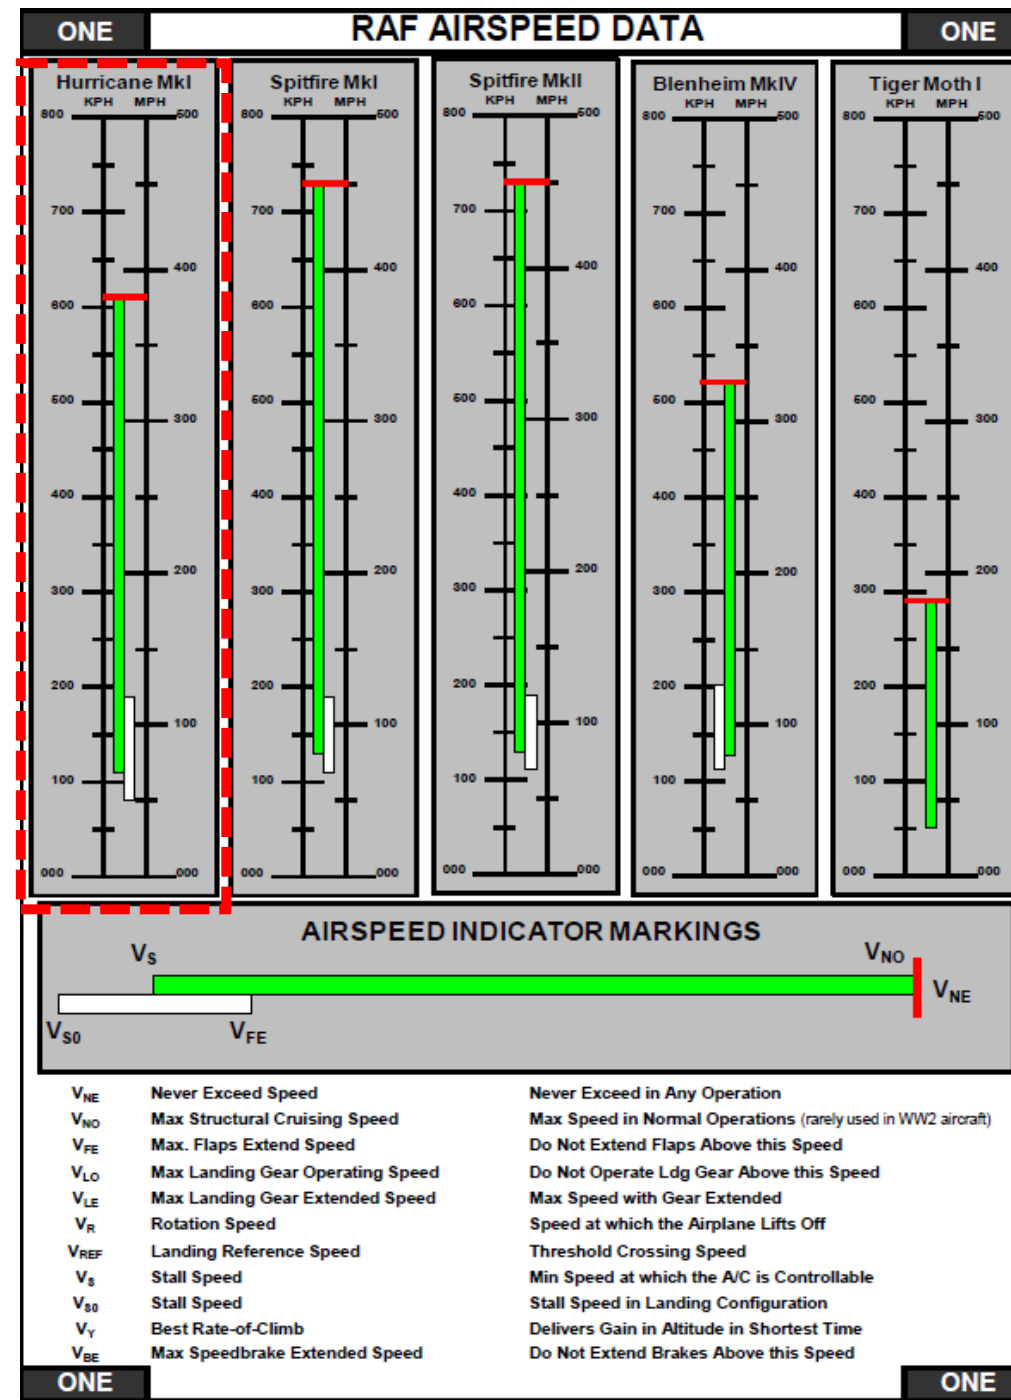 ONE RAF AIRSPEED DATA ONE
Hurricane MkI
KPH MPH
800 500
700
400
600
500
300
400
200
300
200
100
100
000 000
Spitfire MkI
KPH MPH
800 500
700
400
600
500
300
400
200
300
200
100
100
000 000
Spitfire MkII
KPH MPH
800 500
700
400
600
500
300
400
200
300
200
100
100
000 000
Blenheim MkIV
KPH MPH
800 500
700
400
600
500
300
400
200
300
200
100
100
000 000
Tiger Moth I
KPH MPH
800 500
700
400
600
500
300
400
200
300
200
100
100
000 000
AIRSPEED INDICATOR MARKINGS
VS VNO
VNE
VS0 VFE
VNE Never Exceed Speed Never Exceed in Any Operation
VNO Max Structural Cruising Speed Max Speed in Normal Operations (rarely used in WW2 aircraft)
VFE Max. Flaps Extend Speed Do Not Extend Flaps Above this Speed
VLO Max Landing Gear Operating Speed Do Not Operate Ldg Gear Above this Speed
VLE Max Landing Gear Extended Speed Max Speed with Gear Extended
VR Rotation Speed Speed at which the Airplane Lifts Off
VREF Landing Reference Speed Threshold Crossing Speed
VS Stall Speed Min Speed at which the A/C is Controllable
VS0 Stall Speed Stall Speed in Landing Configuration
VY Best Rate-of-Climb Delivers Gain in Altitude in Shortest Time
VBE Max Speedbrake Extended Speed Do Not Extend Brakes Above this Speed
ONE ONE